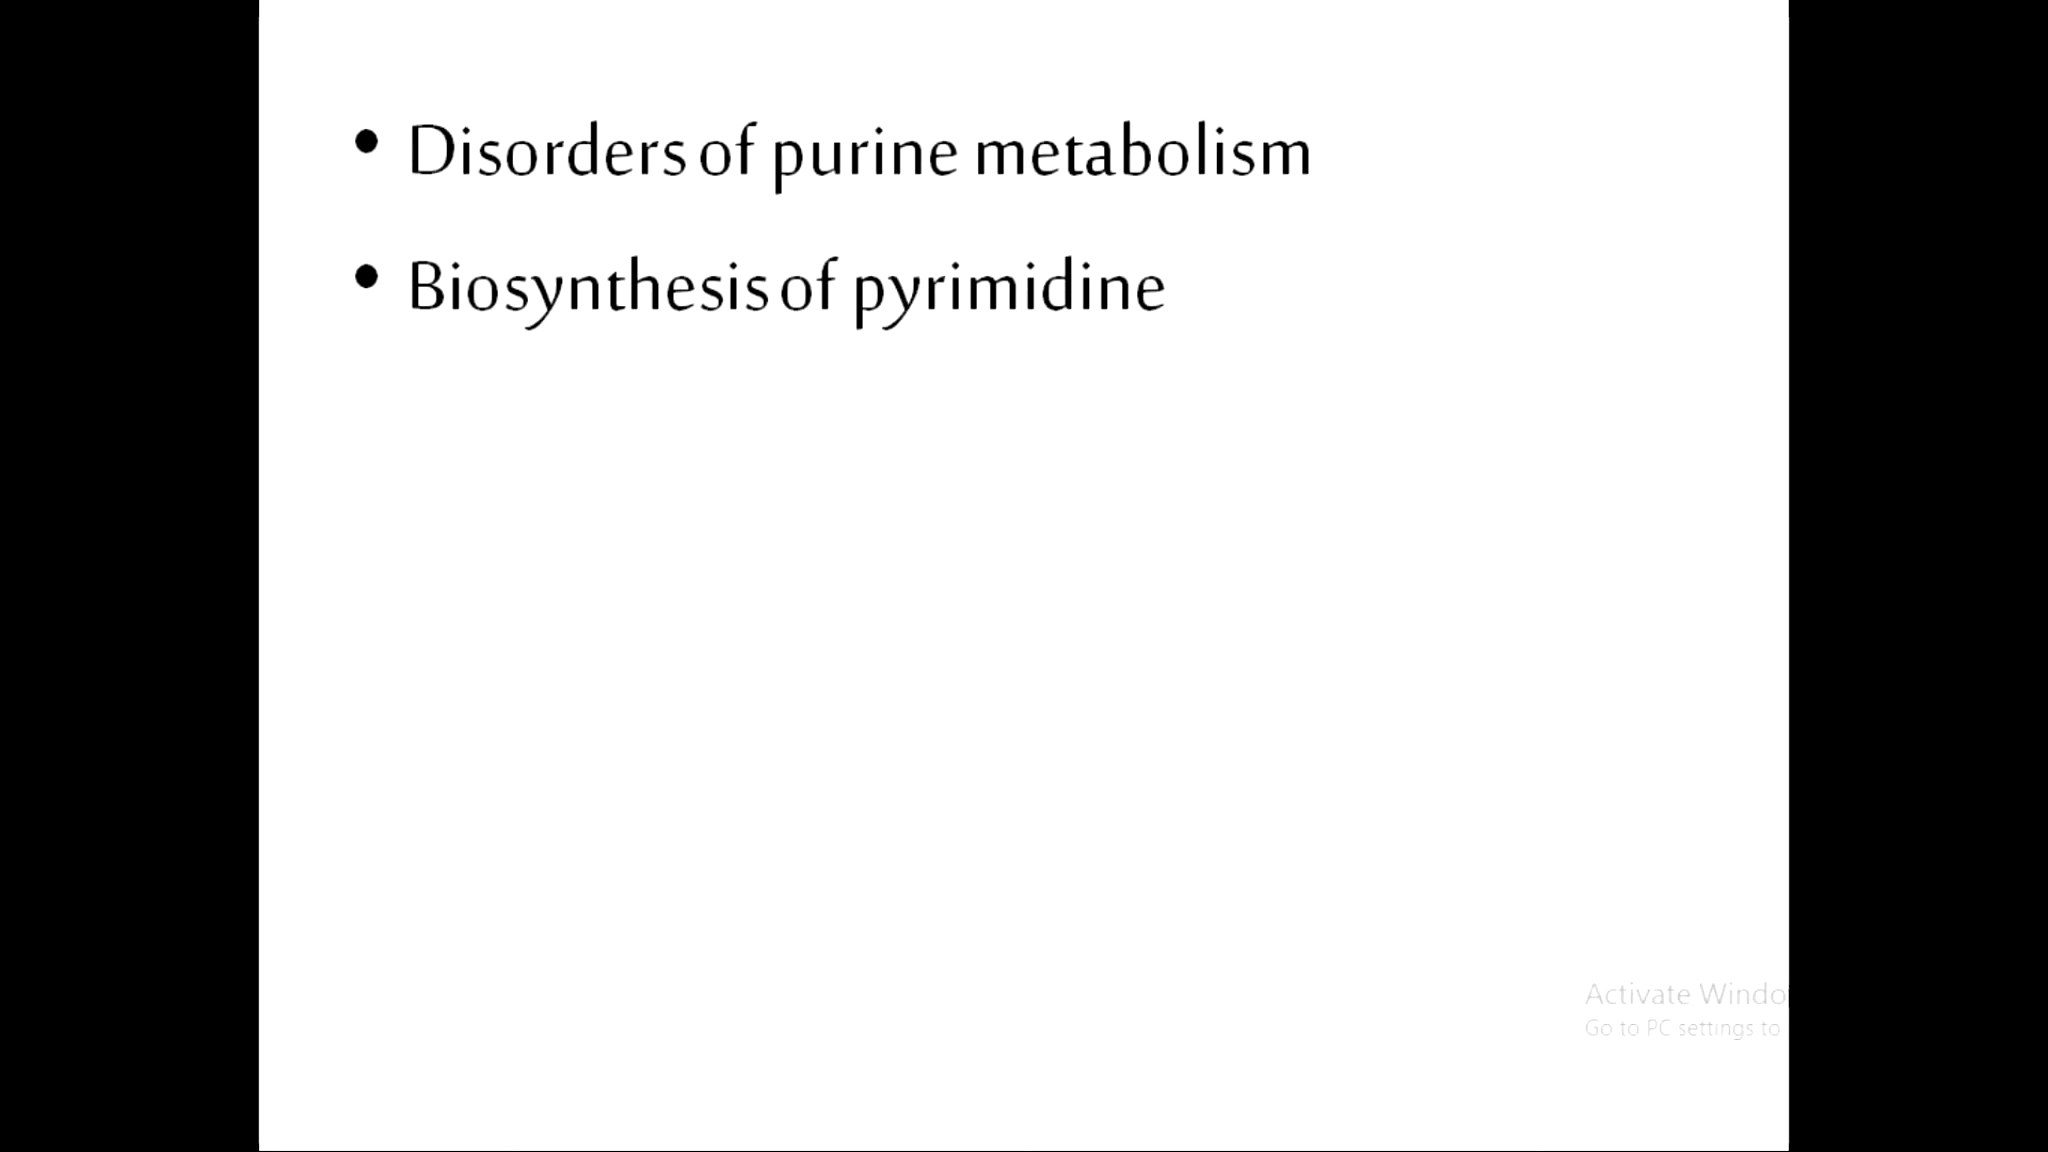 • Disorders of purine metabolism
• Biosynthesis of pyrimidine
Activate Windo
Go to PC settings to